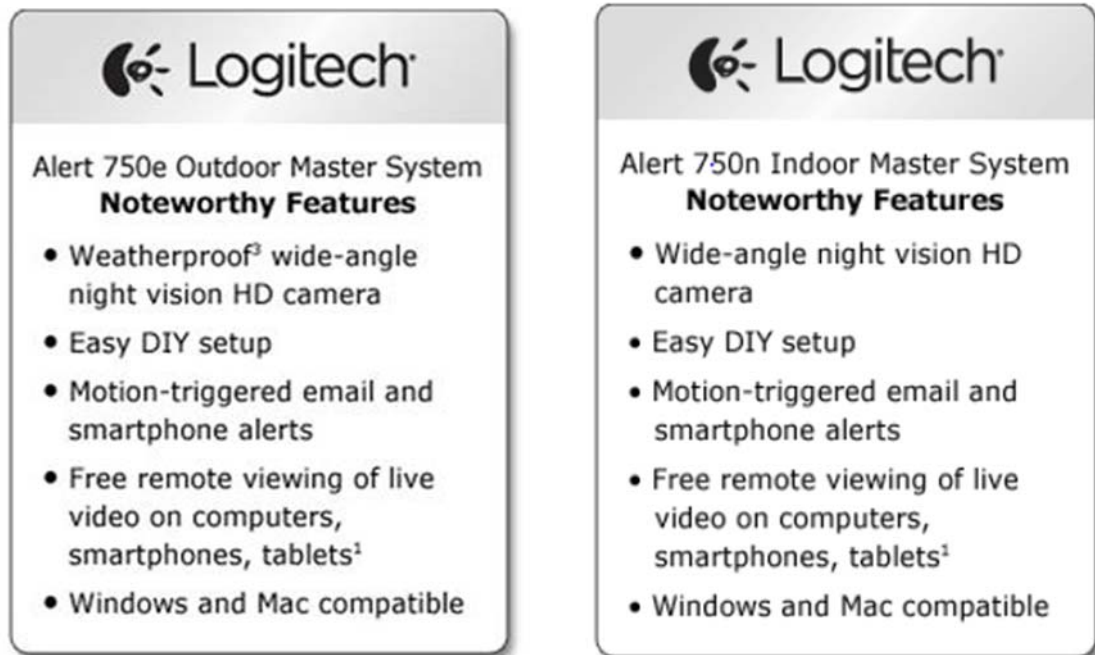 Logitech
Alert 750e Outdoor Master System
Noteworthy Features
• Weatherproof³ wide-angle
night vision HD camera
• Easy DIY setup
• Motion-triggered email and
smartphone alerts
• Free remote viewing of live
video on computers,
smartphones, tablets¹
• Windows and Mac compatible
Logitech
Alert 750n Indoor Master System
Noteworthy Features
• Wide-angle night vision HD
camera
• Easy DIY setup
• Motion-triggered email and
smartphone alerts
• Free remote viewing of live
video on computers,
smartphones, tablets¹
• Windows and Mac compatible